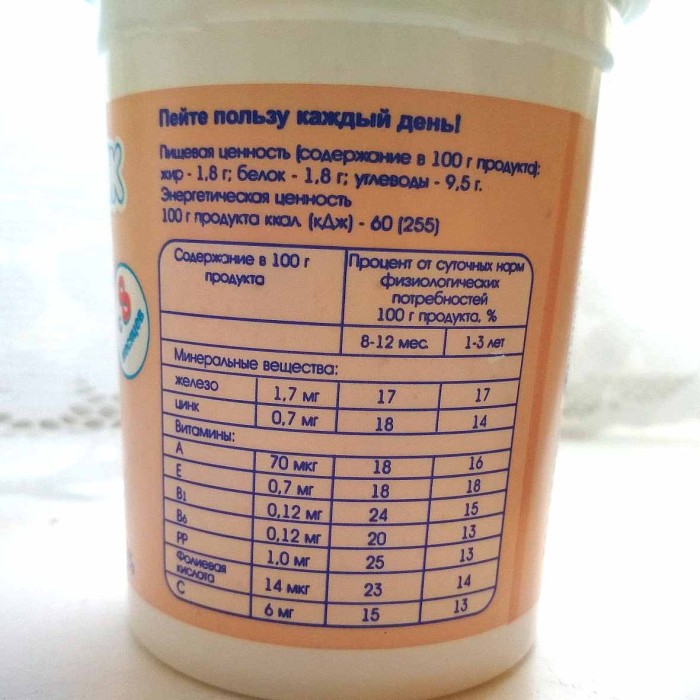 Пейте пользу каждый день!
Пищевая ценность (содержание в 100 г продукта):
жир - 1,8 г; белок - 1,8 г; углеводы - 9,5 г.
Энергетическая ценность
100 г продукта ккал (кДж) - 60 (255)
Содержание в 100 г
продукта
Процент от суточных норм
физиологических
потребностей
100 г продукта, %
8-12 мес. 1-3 лет
Минеральные вещества:
железо 1,7 мг 17 17
цинк 0,7 мг 18 14
Витамины:
А 70 мкг 18 16
Е 0,7 мг 18 18
В1 0,12 мг 24 15
В6 0,12 мг 20 13
РР 1,0 мг 25 13
Фолиевая
кислота 14 мкг 23 14
С 6 мг 15 13
8
месяцев